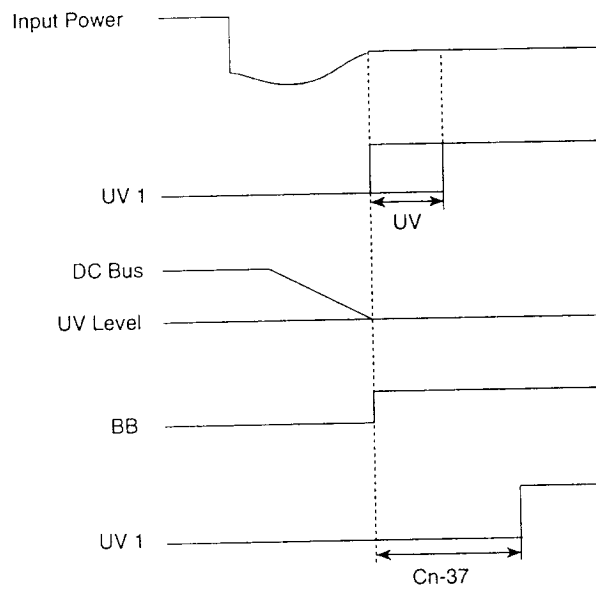 Input Power
UV 1
UV
DC Bus
UV Level
BB
UV 1
Cn-37